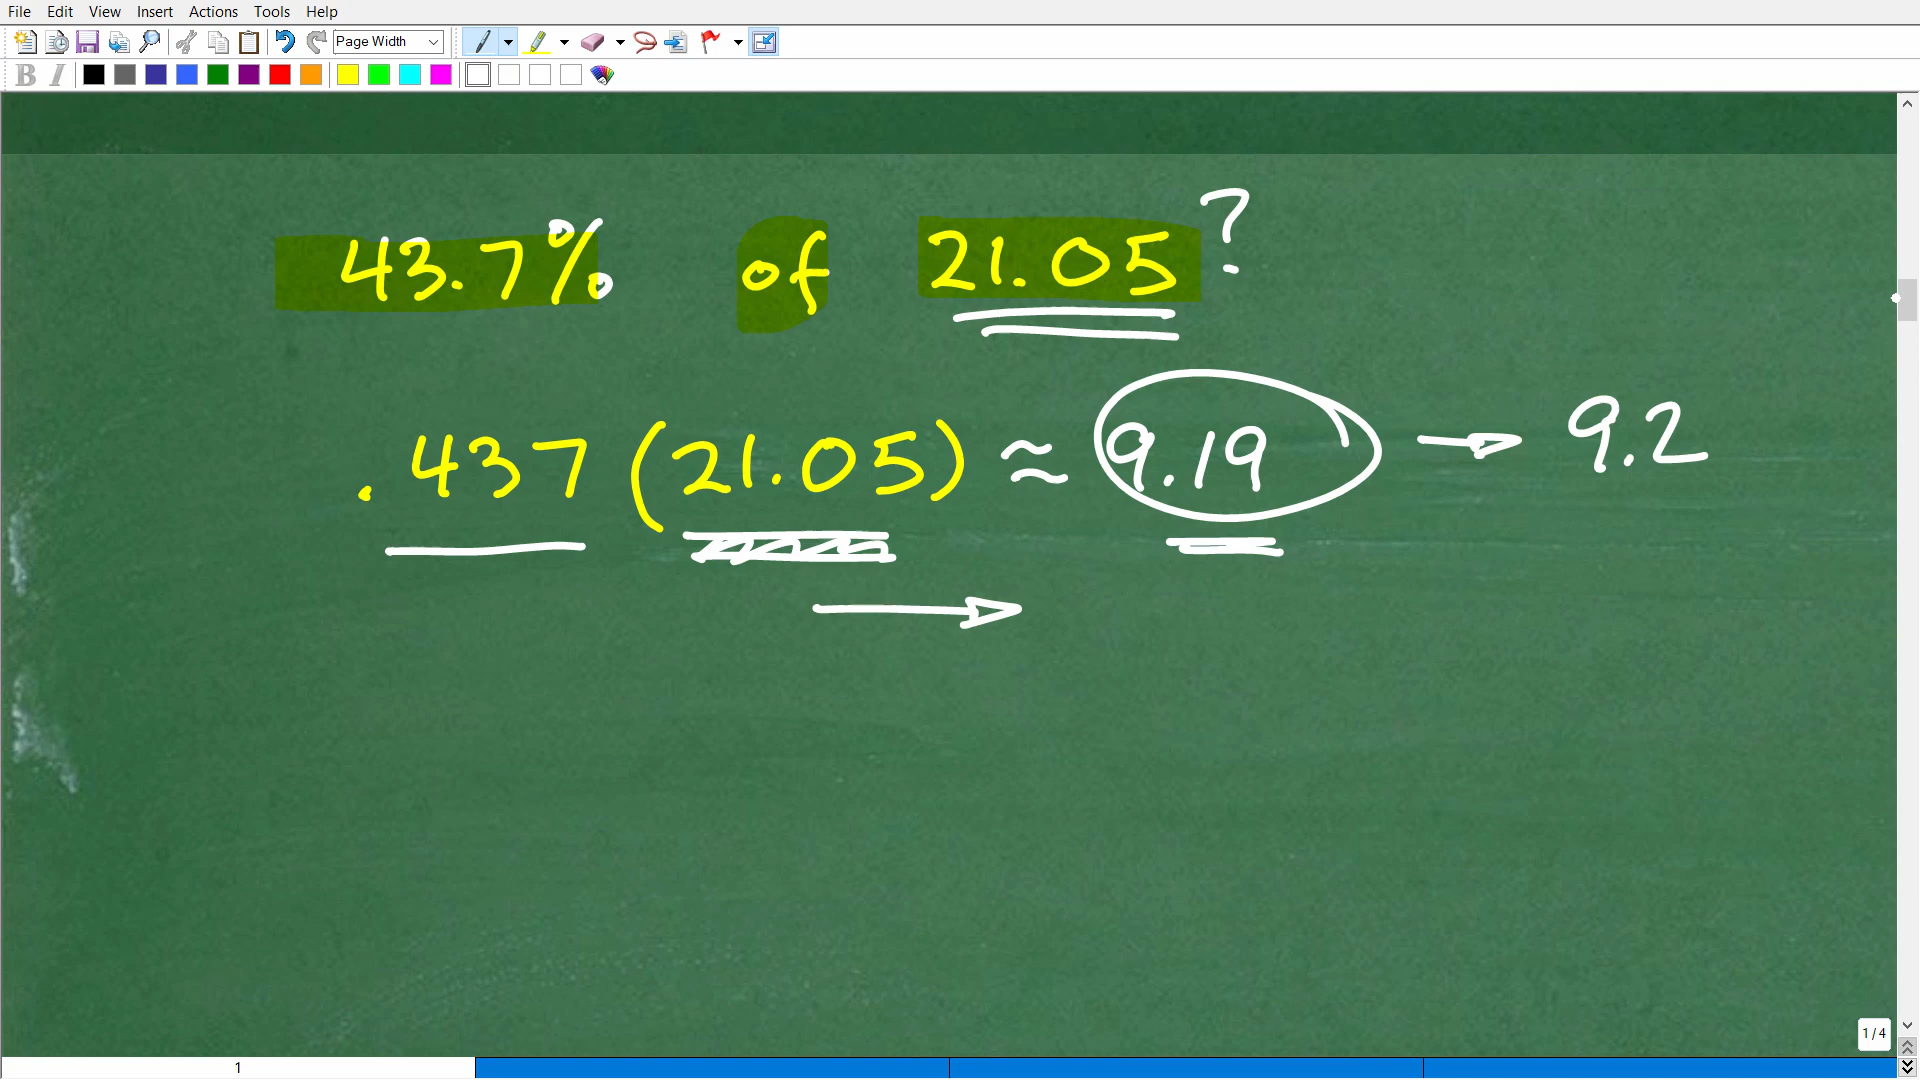 File Edit View Insert Actions Tools Help
Page Width
B I
43.7% of 21.05?
.437 (21.05) ≈ 9.19 → 9.2
→
1/4
1